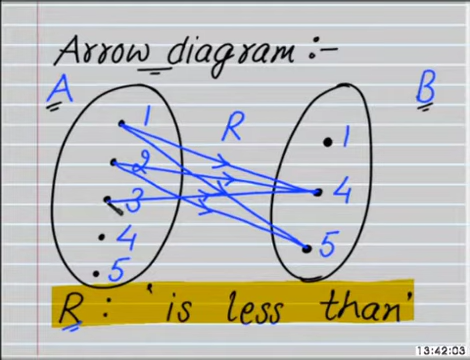 Arrow diagram :-
A R B
1 1
2
3 4
4
5 5
R : 'is less than'
13:42:03